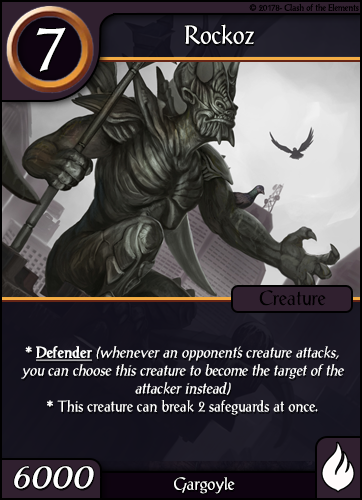 © 20178- Clash of the Elements
7
Rockoz
Creature
* Defender (whenever an opponent's creature attacks,
you can choose this creature to become the target of the
attacker instead)
* This creature can break 2 safeguards at once.
6000
Gargoyle